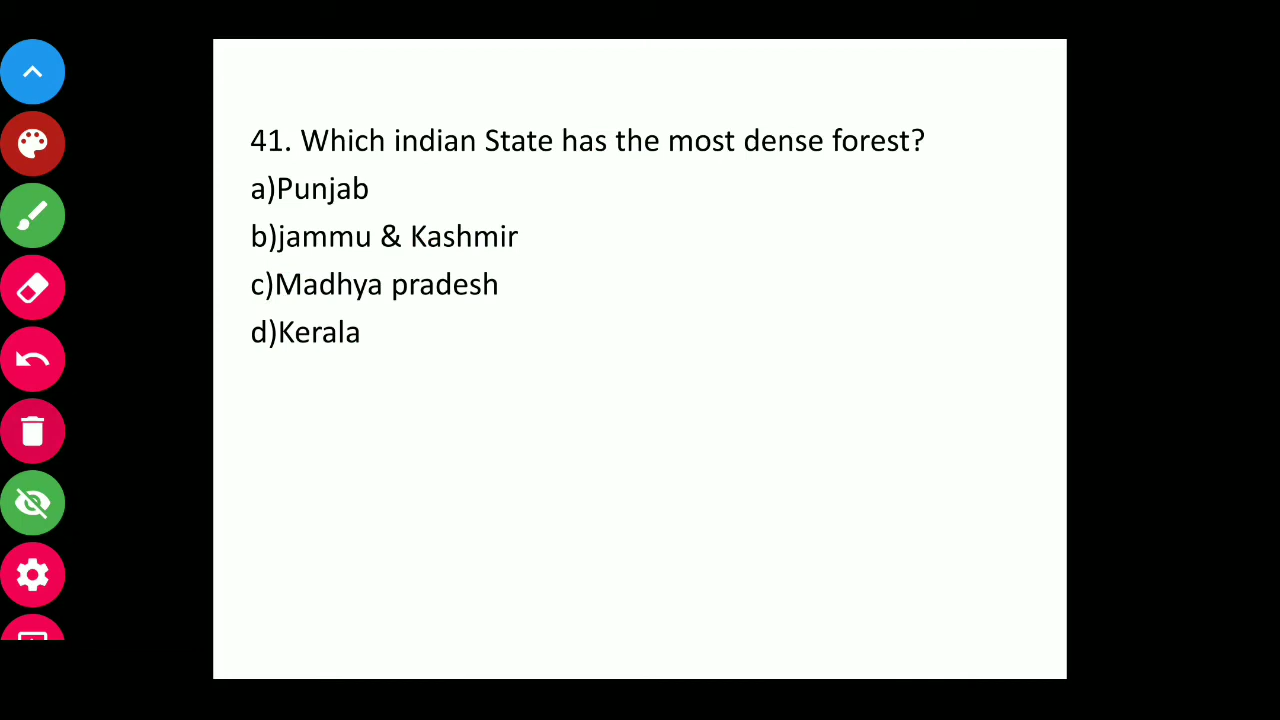 41. Which indian State has the most dense forest?
a)Punjab
b)jammu & Kashmir
c)Madhya pradesh
d)Kerala